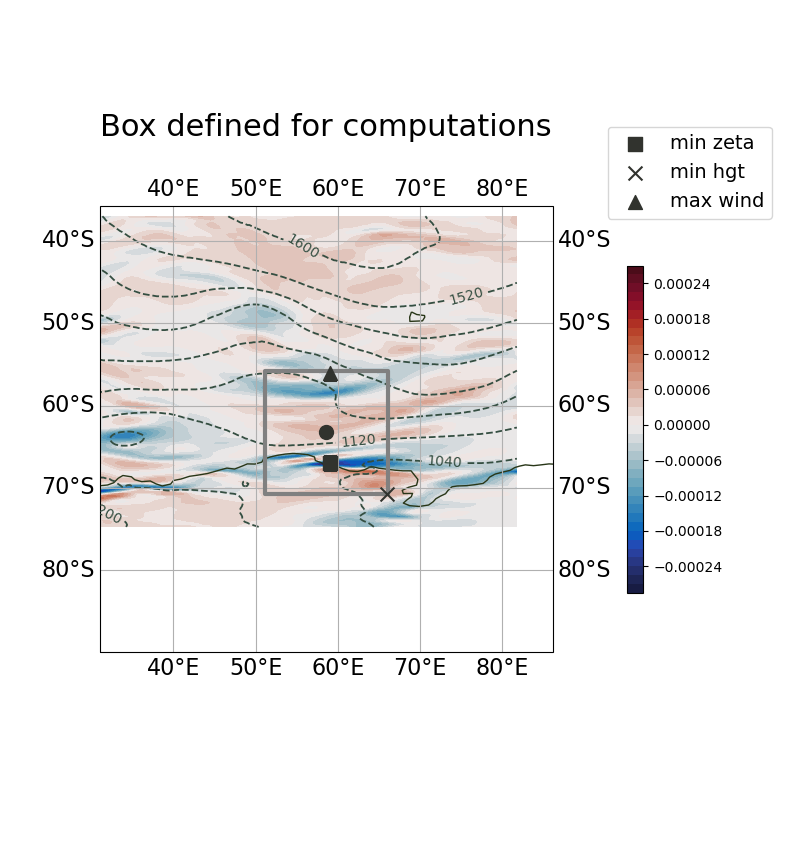 Box defined for computations
min zeta
min hgt
max wind
40°E 50°E 60°E 70°E 80°E
40°S 40°S
50°S 50°S
60°S 60°S
70°S 70°S
80°S 80°S
40°E 50°E 60°E 70°E 80°E
1600
1520
1120
1040
200
0.00024
0.00018
0.00012
0.00006
0.00000
−0.00006
−0.00012
−0.00018
−0.00024